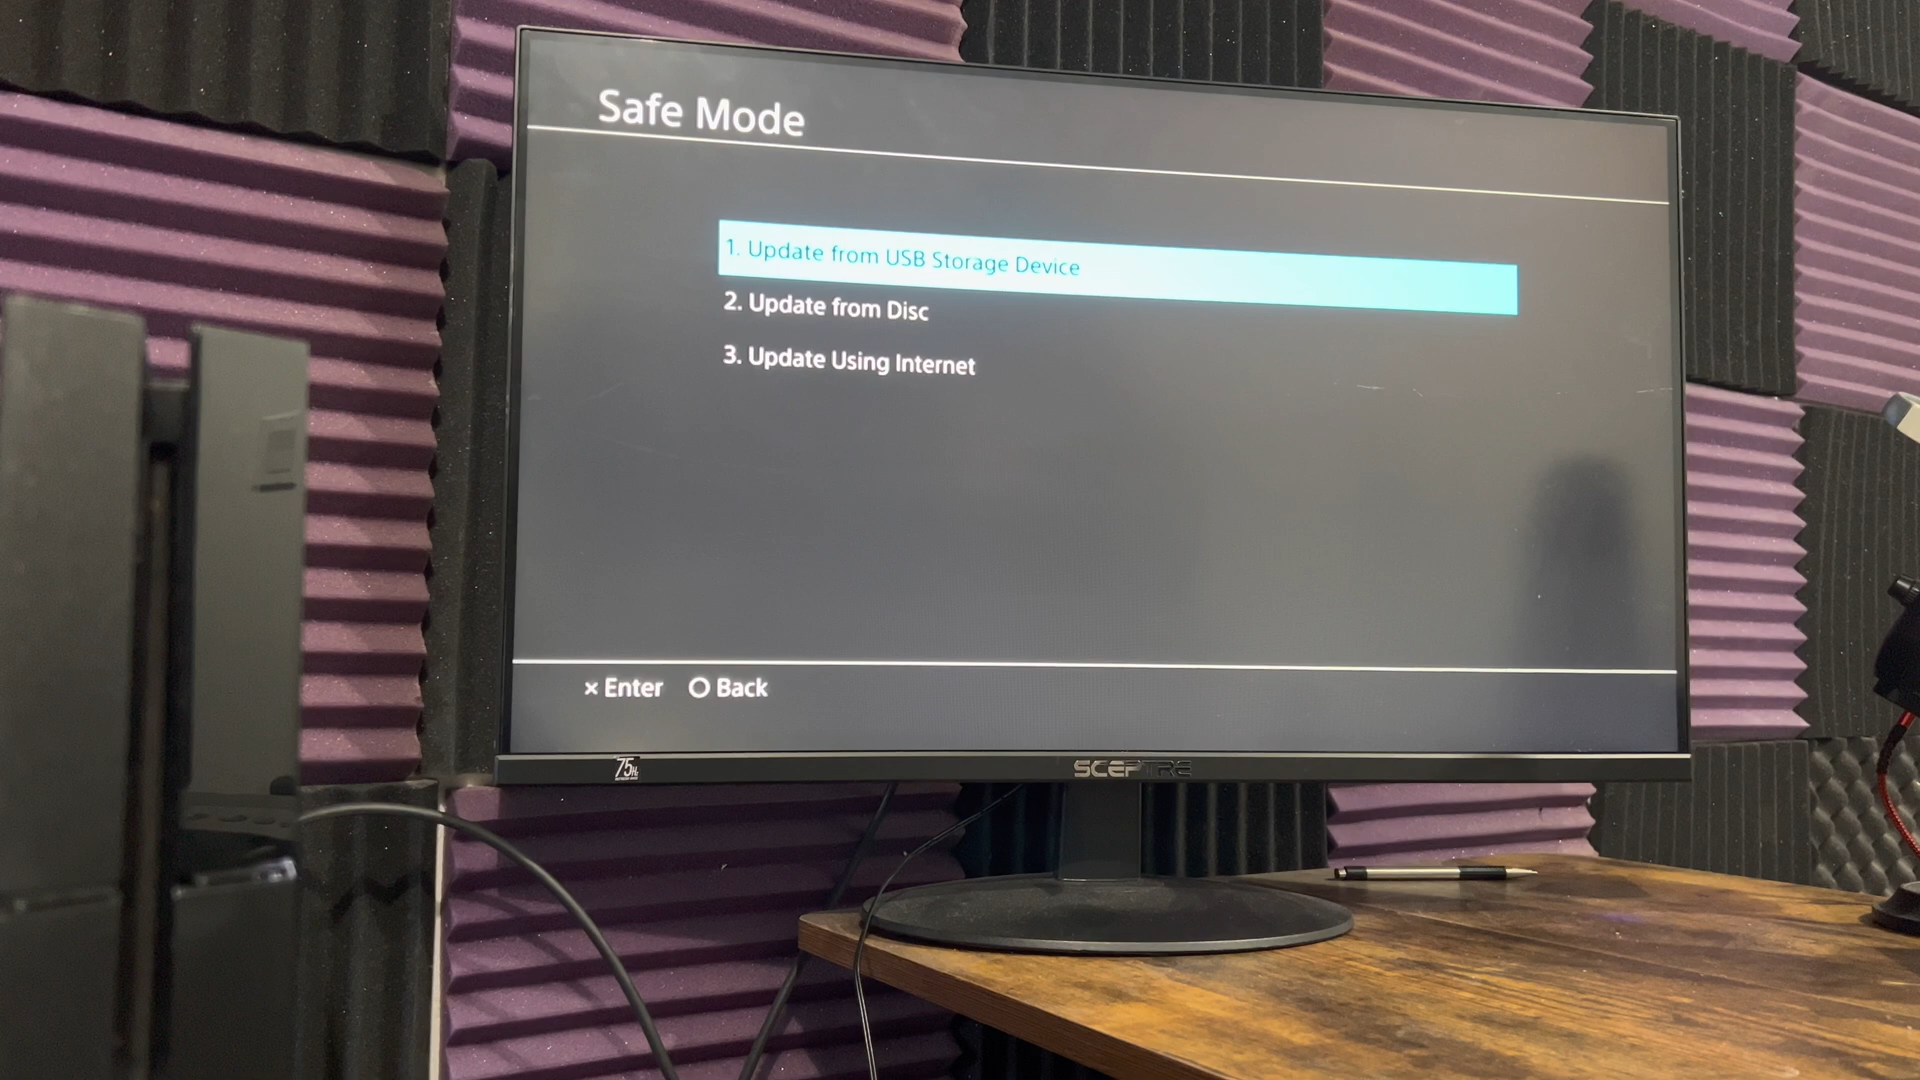 Safe Mode
1. Update from USB Storage Device
2. Update from Disc
3. Update Using Internet
× Enter ○ Back
75Hz
SCEPTRE